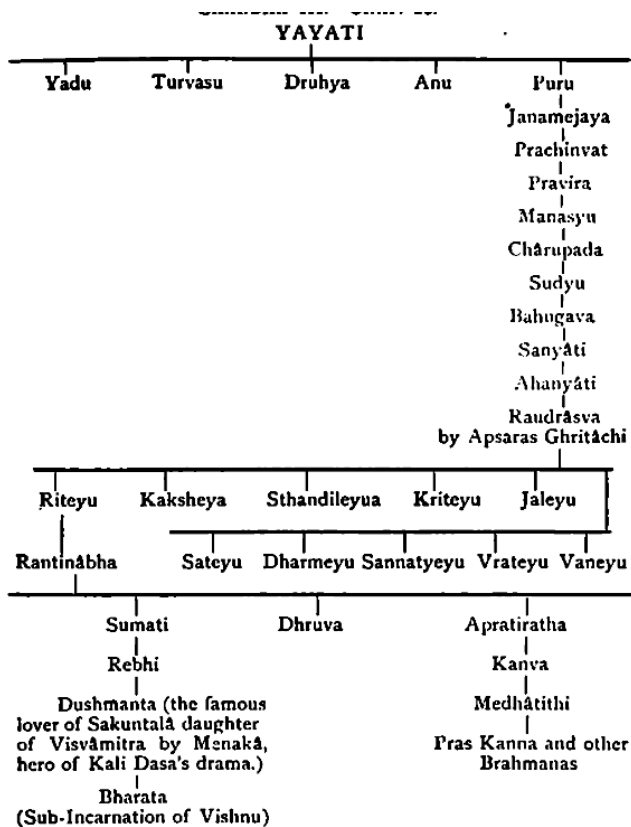 YAYATI
Yadu Turvasu Druhya Anu Puru
Janamejaya
Prachinvat
Pravira
Manasyu
Chârupada
Sudyu
Bahugava
Sanyâti
Ahanyâti
Raudrâsva
by Apsaras Ghritâchi
Riteyu Kaksheya Sthandileyua Kriteyu Jaleyu
Rantinâbha Sateyu Dharmeyu Sannatyeyu Vrateyu Vaneyu
Sumati Dhruva Apratiratha
Rebhi Kanva
Dushmanta (the famous Medhâtithi
lover of Sakuntalâ daughter
of Visvâmitra by Menakâ, Pras Kanna and other
hero of Kali Dasa's drama.) Brahmanas
Bharata
(Sub-Incarnation of Vishnu)